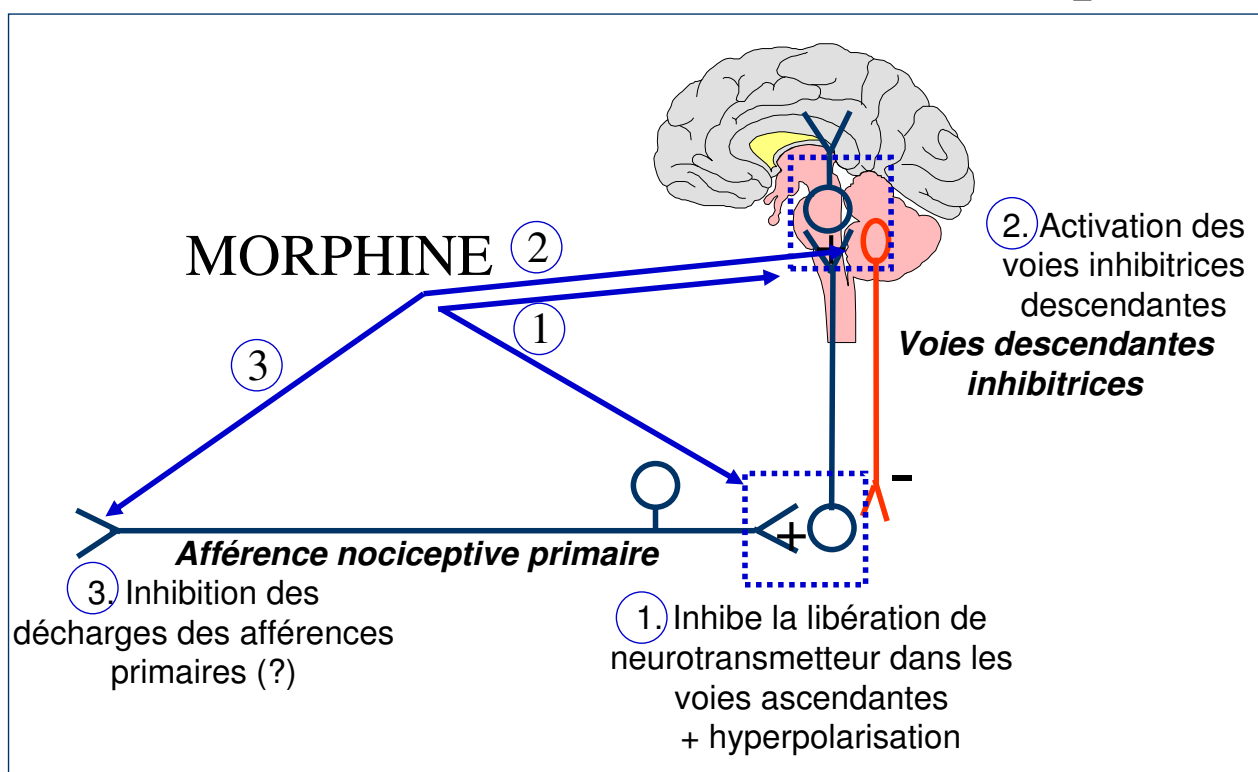 MORPHINE
2
1
3
2. Activation des
voies inhibitrices
descendantes
Voies descendantes
inhibitrices
+
-
+
Afférence nociceptive primaire
3. Inhibition des
décharges des afférences
primaires (?)
1. Inhibe la libération de
neurotransmetteur dans les
voies ascendantes
+ hyperpolarisation